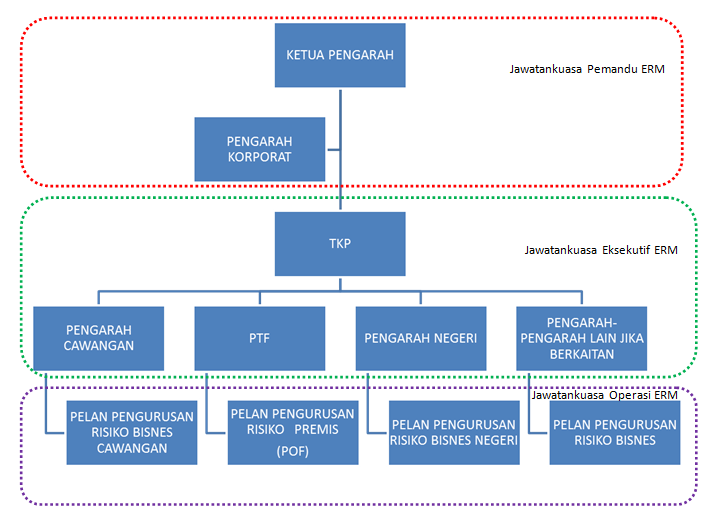 KETUA PENGARAH
Jawatankuasa Pemandu ERM
PENGARAH
KORPORAT
TKP
Jawatankuasa Eksekutif ERM
PENGARAH
CAWANGAN
PTF
PENGARAH NEGERI
PENGARAH-
PENGARAH LAIN JIKA
BERKAITAN
Jawatankuasa Operasi ERM
PELAN PENGURUSAN
RISIKO BISNES
CAWANGAN
PELAN PENGURUSAN
RISIKO PREMIS
(POF)
PELAN PENGURUSAN
RISIKO BISNES NEGERI
PELAN PENGURUSAN
RISIKO BISNES